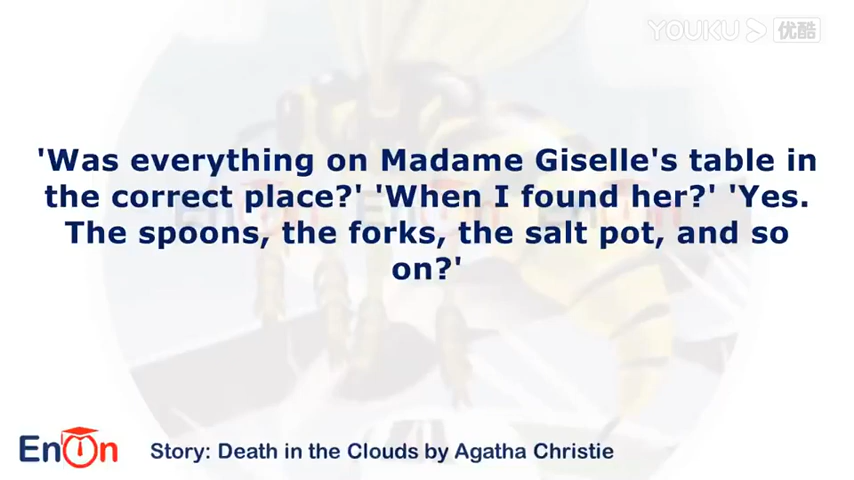 YOUKU 优酷
'Was everything on Madame Giselle's table in
the correct place?' 'When I found her?' 'Yes.
The spoons, the forks, the salt pot, and so
on?'
EnOn
Story: Death in the Clouds by Agatha Christie